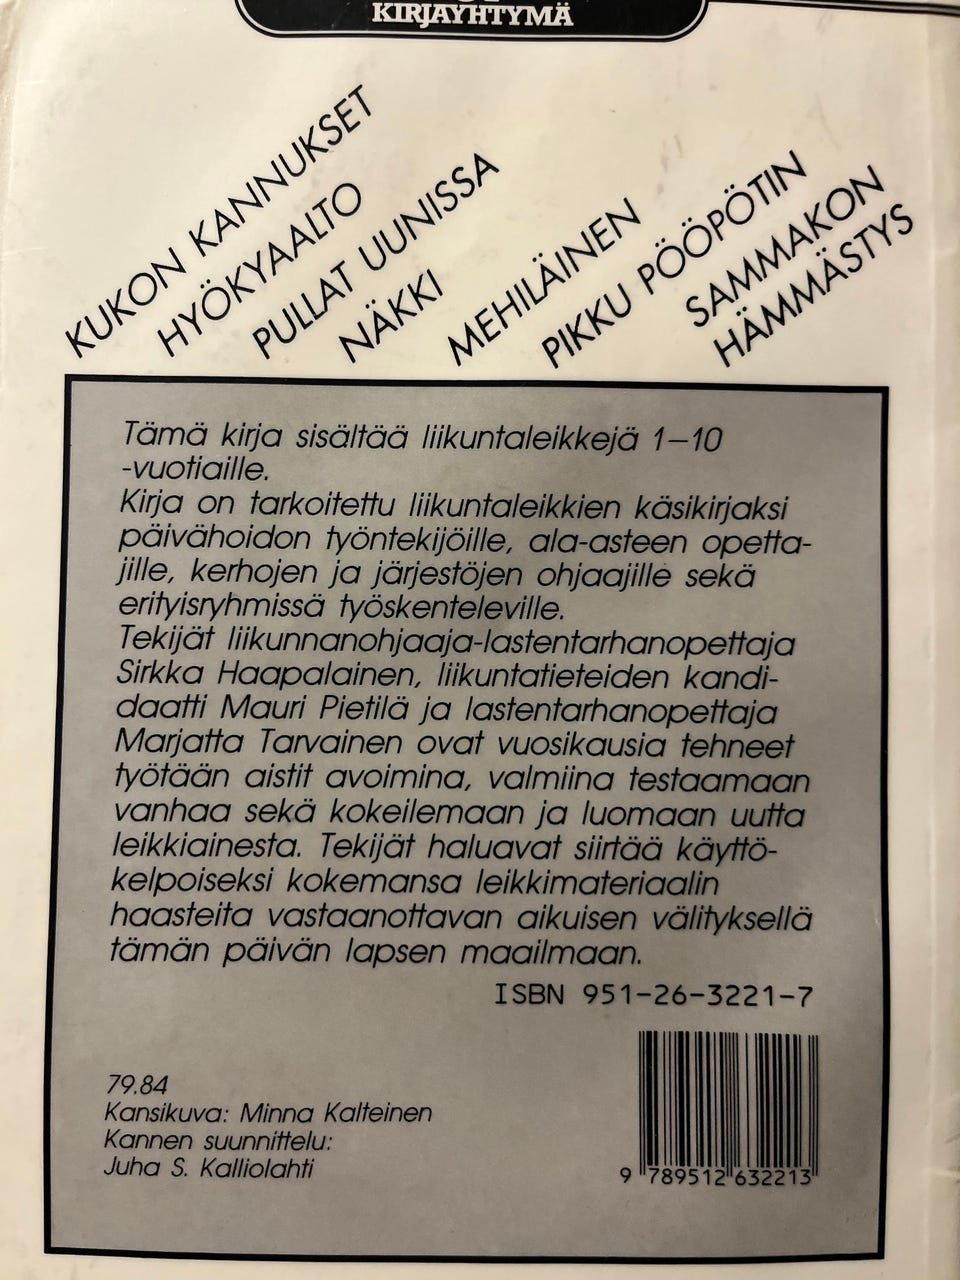 KIRJAYHTYMÄ
KUKON KANNUKSET
HYÖKYAALTO
PULLAT UUNISSA
NÄKKI
MEHILÄINEN
PIKKU PÖÖPÖTIN
SAMMAKON
HÄMMÄSTYS
Tämä kirja sisältää liikuntaleikkejä 1–10
-vuotiaille.
Kirja on tarkoitettu liikuntaleikkien käsikirjaksi
päivähoidon työntekijöille, ala-asteen opetta-
jille, kerhojen ja järjestöjen ohjaajille sekä
erityisryhmissä työskenteleville.
Tekijät liikunnanohjaaja-lastentarhanopettaja
Sirkka Haapalainen, liikuntatieteiden kandi-
daatti Mauri Pietilä ja lastentarhanopettaja
Marjatta Tarvainen ovat vuosikausia tehneet
työtään aistit avoimina, valmiina testaamaan
vanhaa sekä kokeilemaan ja luomaan uutta
leikkiainesta. Tekijät haluavat siirtää käyttö-
kelpoiseksi kokemansa leikkimateriaalin
haasteita vastaanottavan aikuisen välityksellä
tämän päivän lapsen maailmaan.
ISBN 951-26-3221-7
79.84
Kansikuva: Minna Kalteinen
Kannen suunnittelu:
Juha S. Kalliolahti
9 789512 632213